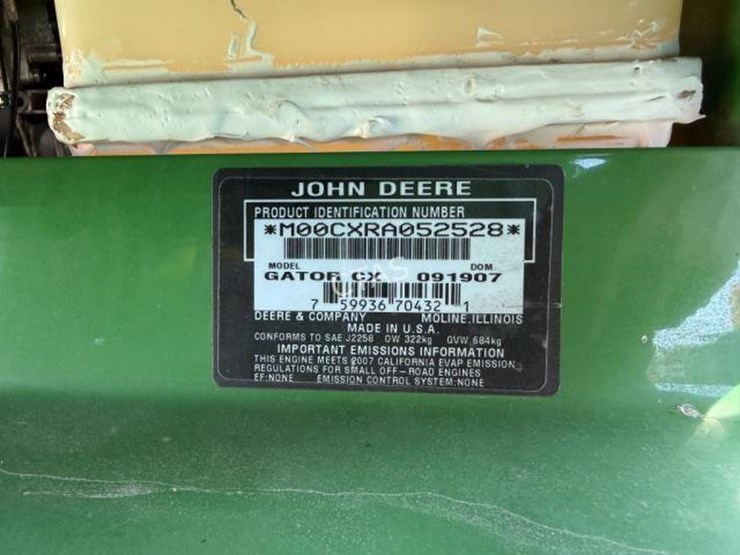 JOHN DEERE
PRODUCT IDENTIFICATION NUMBER
*M00CXRA052528*
MODEL DOM
GATOR CX 091907
7 59936 70432 1
DEERE & COMPANY MOLINE,ILLINOIS
MADE IN U.S.A.
CONFORMS TO SAE J2258 OW 322kg GVW 684kg
IMPORTANT EMISSIONS INFORMATION
THIS ENGINE MEETS 2007 CALIFORNIA EVAP EMISSION
REGULATIONS FOR SMALL OFF-ROAD ENGINES
EF:NONE EMISSION CONTROL SYSTEM:NONE